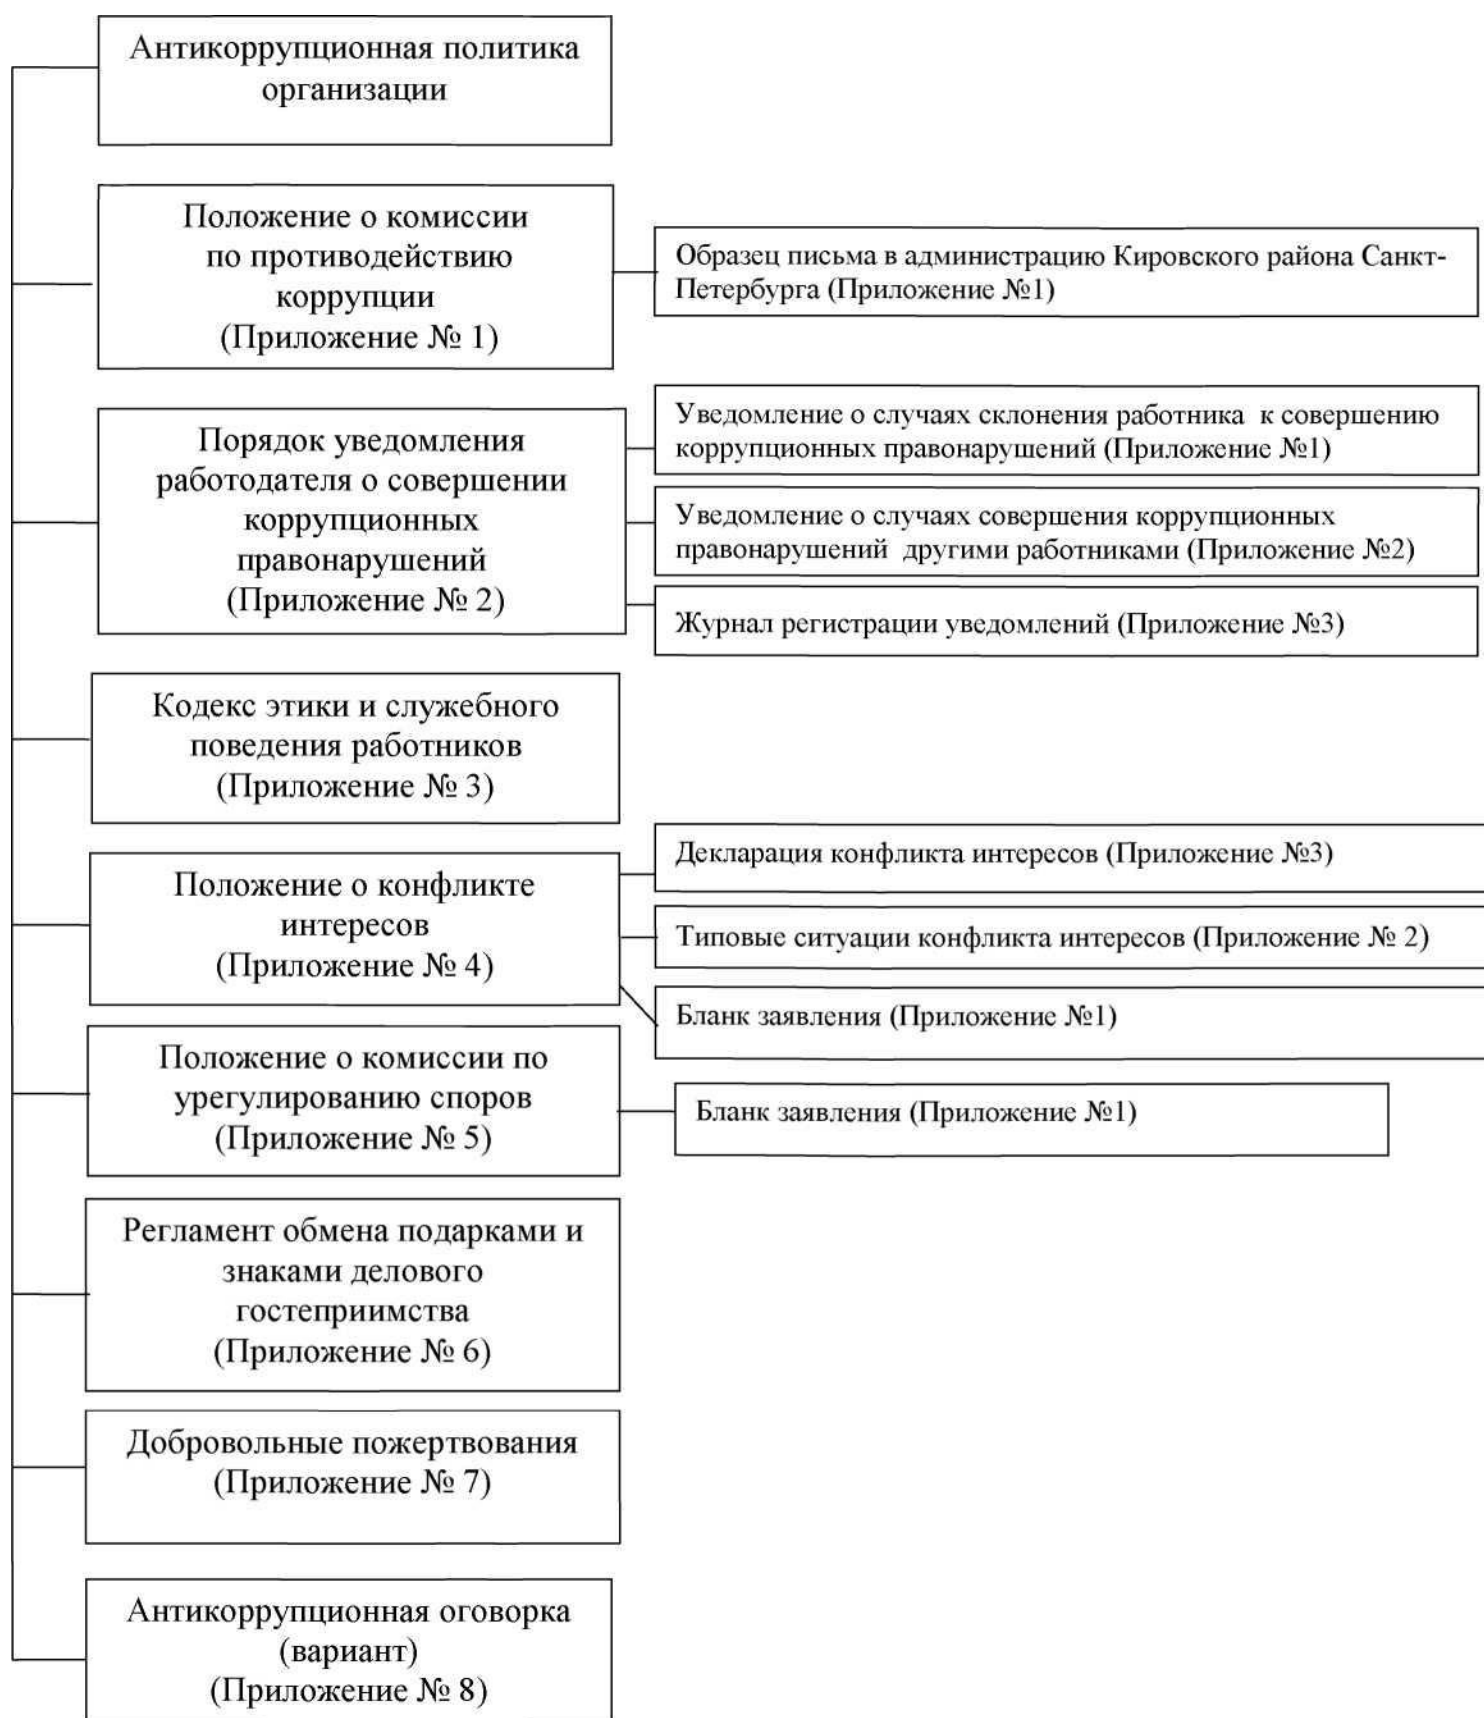 Антикоррупционная политика
организации
Положение о комиссии
по противодействию
коррупции
(Приложение № 1)
Образец письма в администрацию Кировского района Санкт-
Петербурга (Приложение №1)
Порядок уведомления
работодателя о совершении
коррупционных
правонарушений
(Приложение № 2)
Уведомление о случаях склонения работника к совершению
коррупционных правонарушений (Приложение №1)
Уведомление о случаях совершения коррупционных
правонарушений другими работниками (Приложение №2)
Журнал регистрации уведомлений (Приложение №3)
Кодекс этики и служебного
поведения работников
(Приложение № 3)
Положение о конфликте
интересов
(Приложение № 4)
Декларация конфликта интересов (Приложение №3)
Типовые ситуации конфликта интересов (Приложение № 2)
Бланк заявления (Приложение №1)
Положение о комиссии по
урегулированию споров
(Приложение № 5)
Бланк заявления (Приложение №1)
Регламент обмена подарками и
знаками делового
гостеприимства
(Приложение № 6)
Добровольные пожертвования
(Приложение № 7)
Антикоррупционная оговорка
(вариант)
(Приложение № 8)